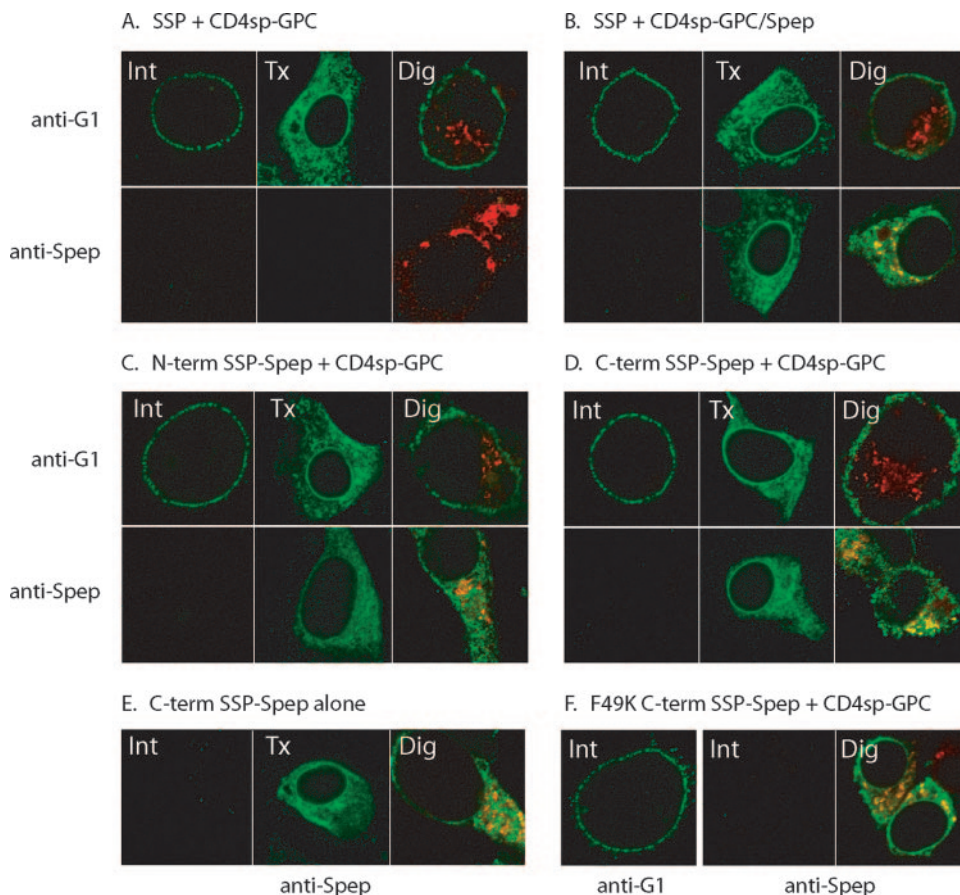 A. SSP + CD4sp-GPC
B. SSP + CD4sp-GPC/Spep
Int Tx Dig
Int Tx Dig
anti-G1
anti-Spep
C. N-term SSP-Spep + CD4sp-GPC
D. C-term SSP-Spep + CD4sp-GPC
Int Tx Dig
Int Tx Dig
anti-G1
anti-Spep
E. C-term SSP-Spep alone
F. F49K C-term SSP-Spep + CD4sp-GPC
Int Tx Dig
Int Int Dig
anti-Spep
anti-G1
anti-Spep